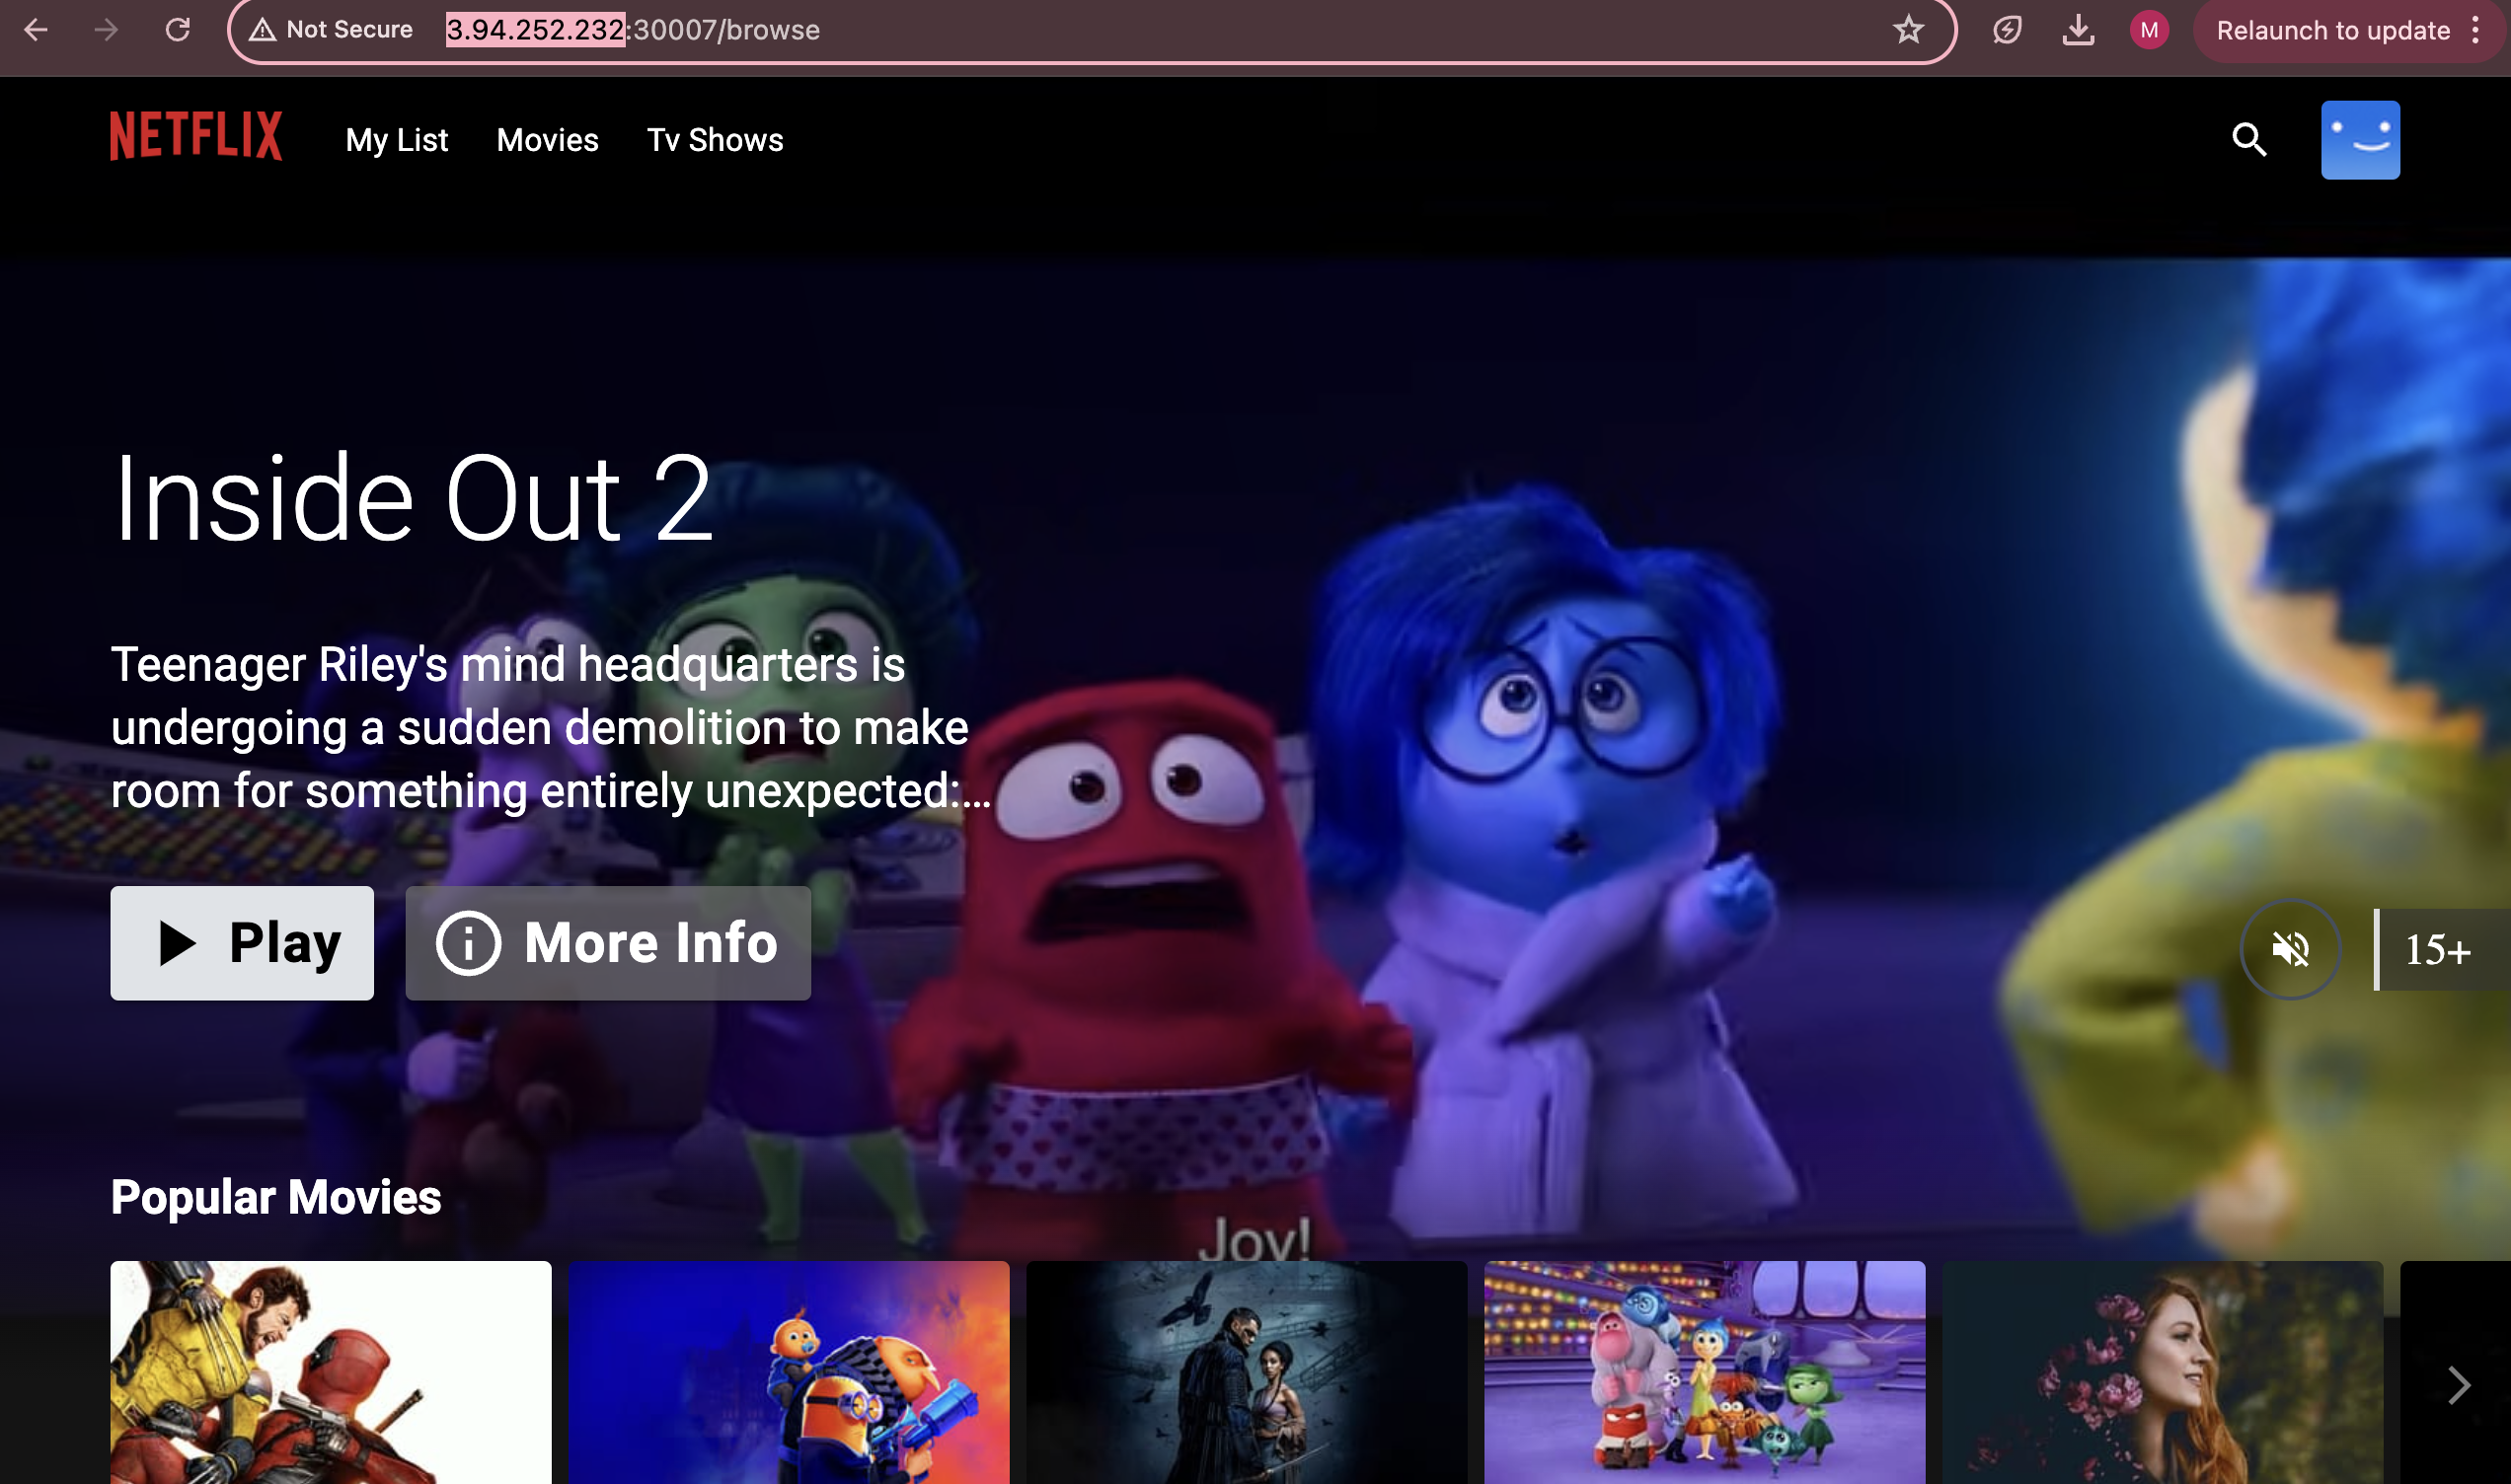 Not Secure 3.94.252.232:30007/browse
M
Relaunch to update
NETFLIX
My List
Movies
Tv Shows
Inside Out 2
Teenager Riley's mind headquarters is
undergoing a sudden demolition to make
room for something entirely unexpected:...
Play
More Info
15+
Popular Movies
Joy!